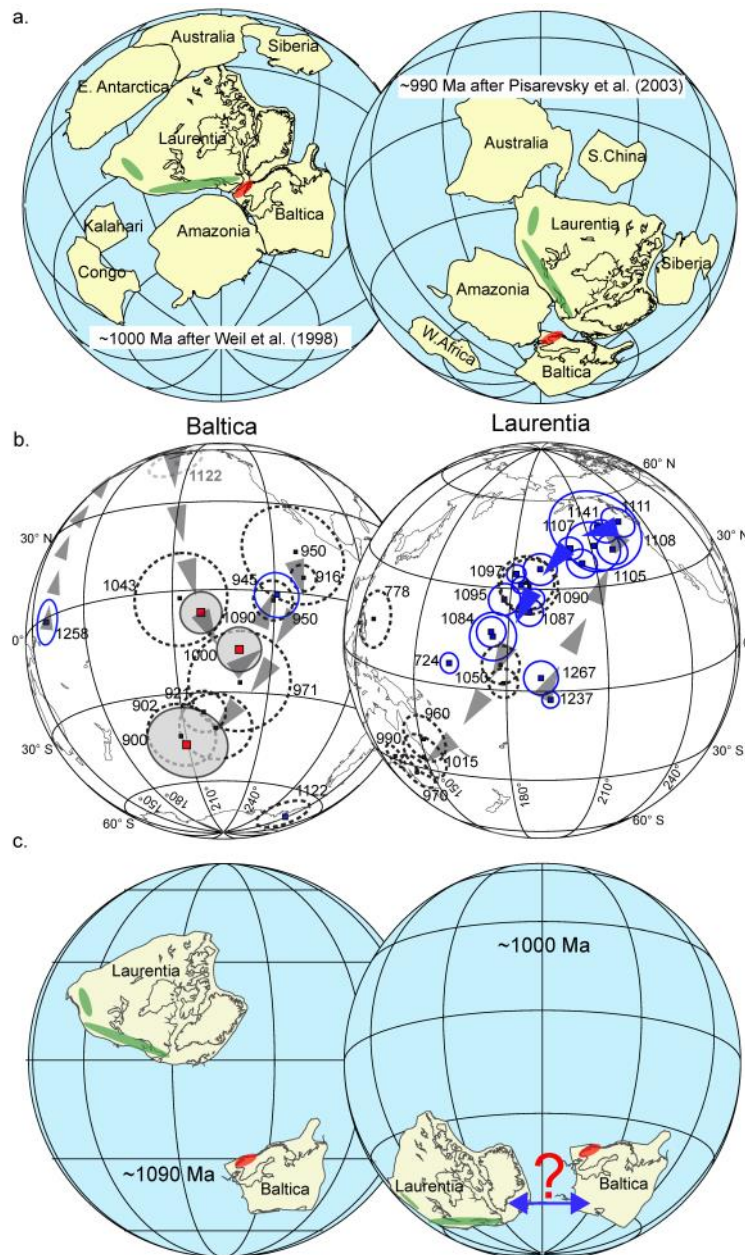 a.
Australia
Siberia
E. Antarctica
Laurentia
Baltica
Kalahari
Amazonia
Congo
~1000 Ma after Weil et al. (1998)
~990 Ma after Pisarevsky et al. (2003)
Australia
S.China
Laurentia
Siberia
Amazonia
W.Africa
Baltica
b.
Baltica
1122
30° N
950
945
916
1043
1090
950
0°
1258
1000
971
921
902
900
30° S
150°
180°
210°
240°
1122
60° S
Laurentia
60° N
1141
1111
1107
1108
30° N
1097
1105
778
1095
1090
1087
1084
0°
724
1050
1267
1237
960
990
1015
30° S
970
150°
180°
210°
240°
60° S
c.
Laurentia
~1090 Ma
Baltica
~1000 Ma
Laurentia
?
Baltica